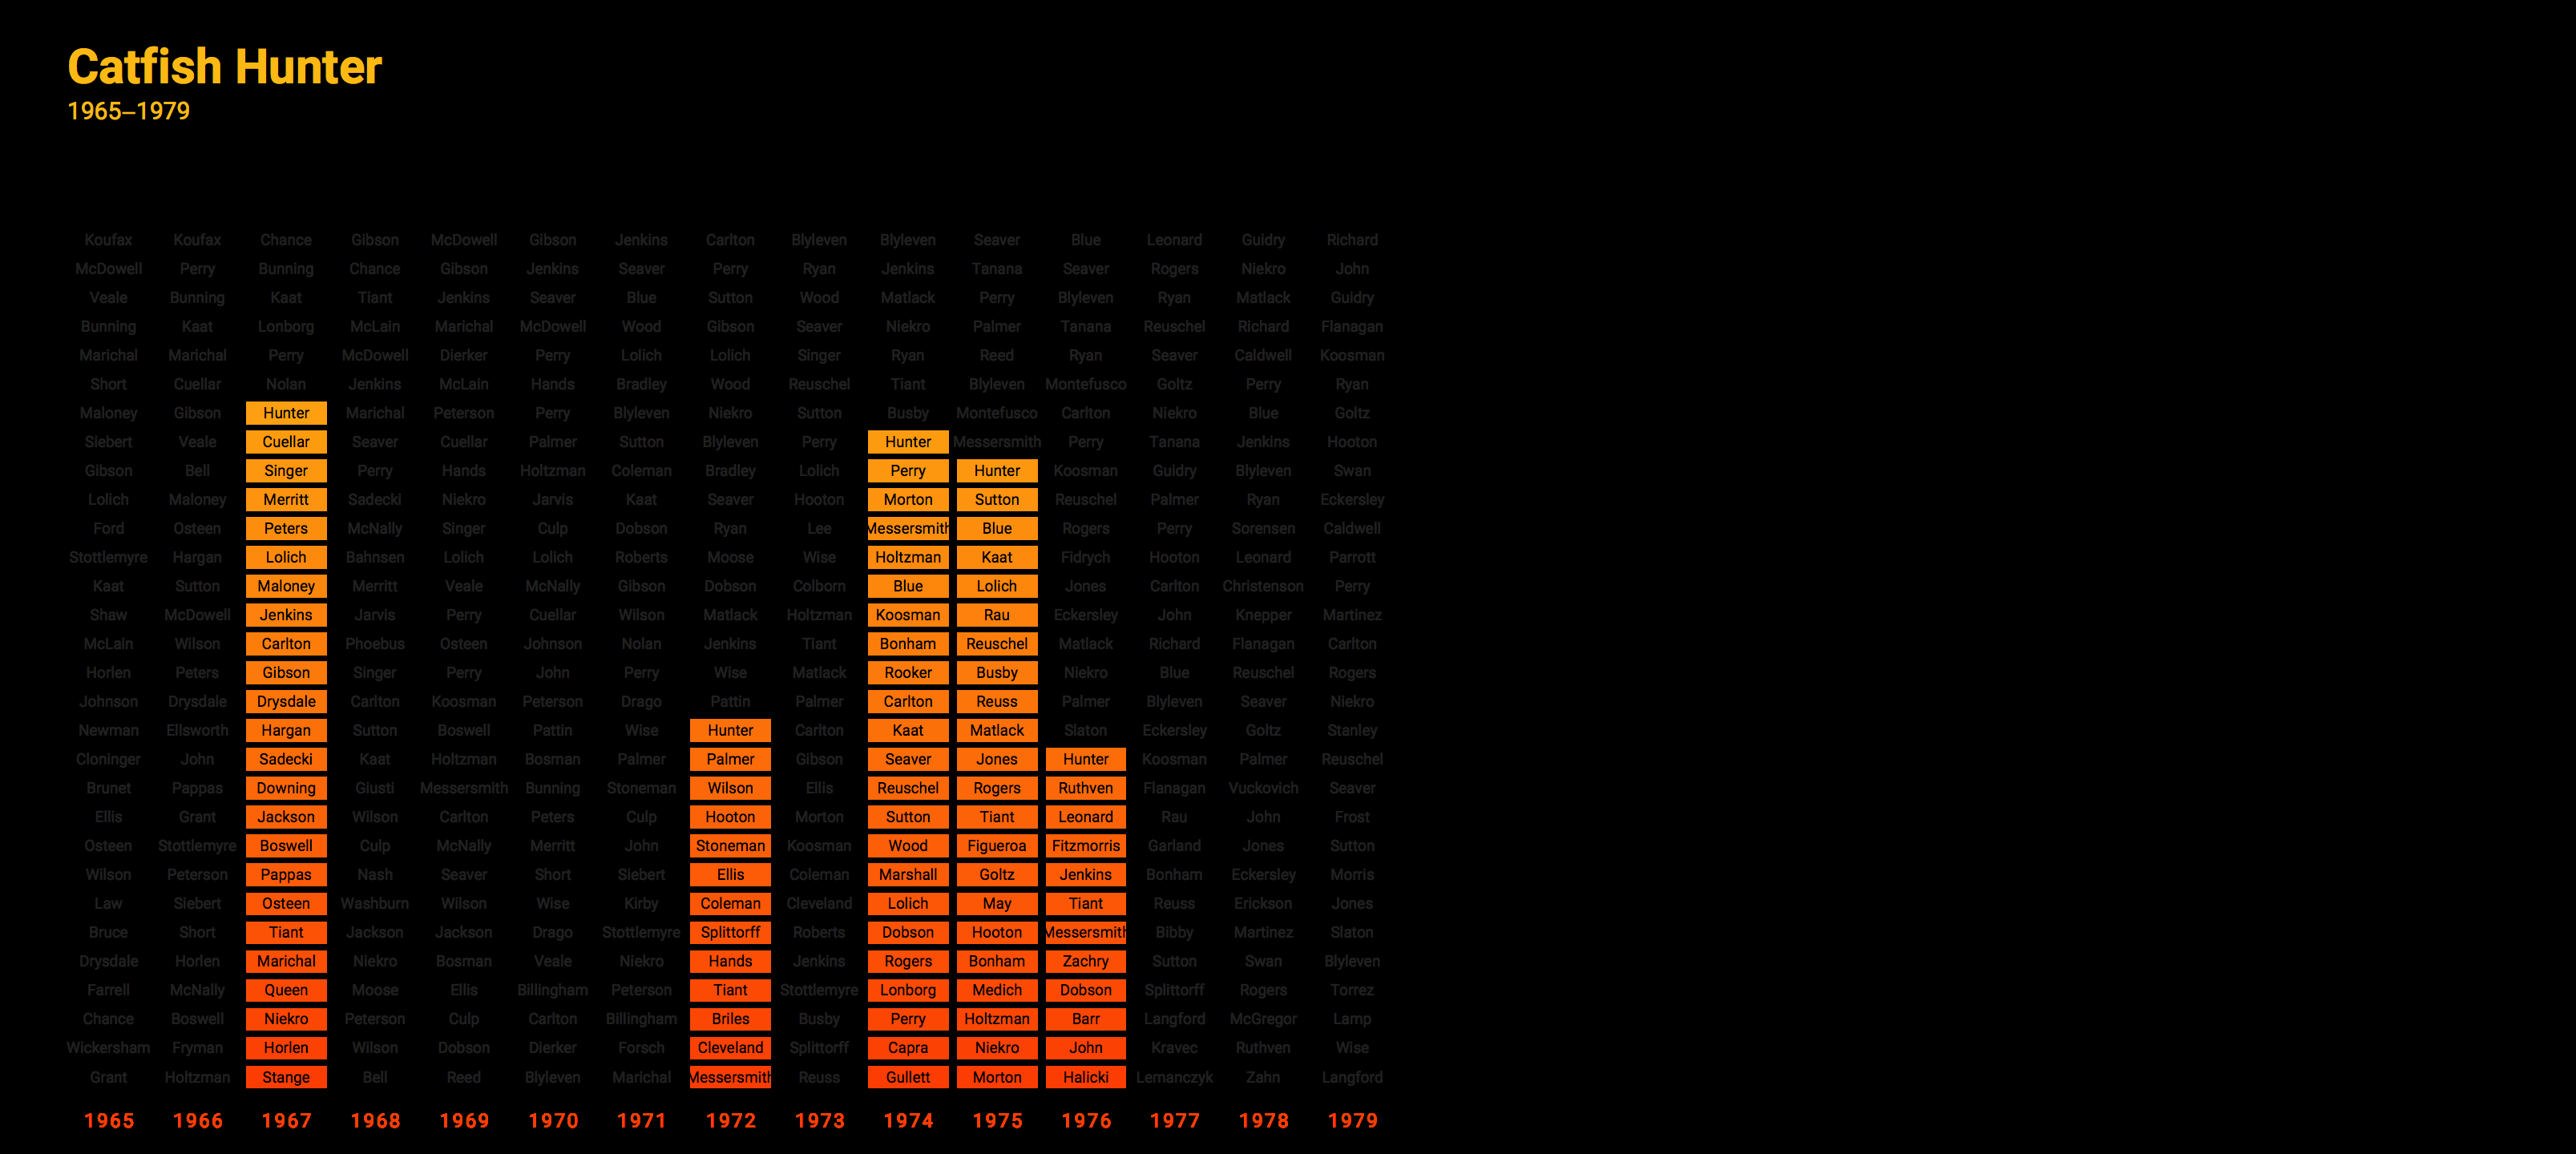 Catfish Hunter
1965–1979
Koufax Koufax Chance Gibson McDowell Gibson Jenkins Carlton Blyleven Blyleven Seaver Blue Leonard Guidry Richard
McDowell Perry Bunning Chance Gibson Jenkins Seaver Perry Ryan Jenkins Tanana Seaver Rogers Niekro John
Veale Bunning Kaat Tiant Jenkins Seaver Blue Sutton Wood Matlack Perry Blyleven Ryan Matlack Guidry
Bunning Kaat Lonborg McLain Marichal McDowell Wood Gibson Seaver Niekro Palmer Tanana Reuschel Richard Flanagan
Marichal Marichal Perry McDowell Dierker Perry Lolich Lolich Singer Ryan Reed Ryan Seaver Caldwell Koosman
Short Cuellar Nolan Jenkins McLain Hands Bradley Wood Reuschel Tiant Blyleven Montefusco Goltz Perry Ryan
Maloney Gibson Hunter Marichal Peterson Perry Blyleven Niekro Sutton Busby Montefusco Carlton Niekro Blue Goltz
Siebert Veale Cuellar Seaver Cuellar Palmer Sutton Blyleven Perry Hunter Messersmith Perry Tanana Jenkins Hooton
Gibson Bell Singer Perry Hands Holtzman Coleman Bradley Lolich Perry Hunter Koosman Guidry Blyleven Swan
Lolich Maloney Merritt Sadecki Niekro Jarvis Kaat Seaver Hooton Morton Sutton Reuschel Palmer Ryan Eckersley
Ford Osteen Peters McNally Singer Culp Dobson Ryan Lee Messersmith Blue Rogers Perry Sorensen Caldwell
Stottlemyre Hargan Lolich Bahnsen Lolich Lolich Roberts Moose Wise Holtzman Kaat Fidrych Hooton Leonard Parrott
Kaat Sutton Maloney Merritt Veale McNally Gibson Dobson Colborn Blue Lolich Jones Carlton Christenson Perry
Shaw McDowell Jenkins Jarvis Perry Cuellar Wilson Matlack Holtzman Koosman Rau Eckersley John Knepper Martinez
McLain Wilson Carlton Phoebus Osteen Johnson Nolan Jenkins Tiant Bonham Reuschel Matlack Richard Flanagan Carlton
Horlen Peters Gibson Singer Perry John Perry Wise Matlack Rooker Busby Niekro Blue Reuschel Rogers
Johnson Drysdale Drysdale Carlton Koosman Peterson Drago Pattin Palmer Carlton Reuss Palmer Blyleven Seaver Niekro
Newman Ellsworth Hargan Sutton Boswell Pattin Wise Hunter Carlton Kaat Matlack Slaton Eckersley Goltz Stanley
Cloninger John Sadecki Kaat Holtzman Bosman Palmer Palmer Gibson Seaver Jones Hunter Koosman Palmer Reuschel
Brunet Pappas Downing Giusti Messersmith Bunning Stoneman Wilson Ellis Reuschel Rogers Ruthven Flanagan Vuckovich Seaver
Ellis Grant Jackson Wilson Carlton Peters Culp Hooton Morton Sutton Tiant Leonard Rau John Frost
Osteen Stottlemyre Boswell Culp McNally Merritt John Stoneman Koosman Wood Figueroa Fitzmorris Garland Jones Sutton
Wilson Peterson Pappas Nash Seaver Short Siebert Ellis Coleman Marshall Goltz Jenkins Bonham Eckersley Morris
Law Siebert Osteen Washburn Wilson Wise Kirby Coleman Cleveland Lolich May Tiant Reuss Erickson Jones
Bruce Short Tiant Jackson Jackson Drago Stottlemyre Splittorff Roberts Dobson Hooton Messersmith Bibby Martinez Slaton
Drysdale Horlen Marichal Niekro Bosman Veale Niekro Hands Jenkins Rogers Bonham Zachry Sutton Swan Blyleven
Farrell McNally Queen Moose Ellis Billingham Peterson Tiant Stottlemyre Lonborg Medich Dobson Splittorff Rogers Torrez
Chance Boswell Niekro Peterson Culp Carlton Billingham Briles Busby Perry Holtzman Barr Langford McGregor Lamp
Wickersham Fryman Horlen Wilson Dobson Dierker Forsch Cleveland Splittorff Capra Niekro John Kravec Ruthven Wise
Grant Holtzman Stange Bell Reed Blyleven Marichal Messersmith Reuss Gullett Morton Halicki Lemanczyk Zahn Langford
1965 1966 1967 1968 1969 1970 1971 1972 1973 1974 1975 1976 1977 1978 1979